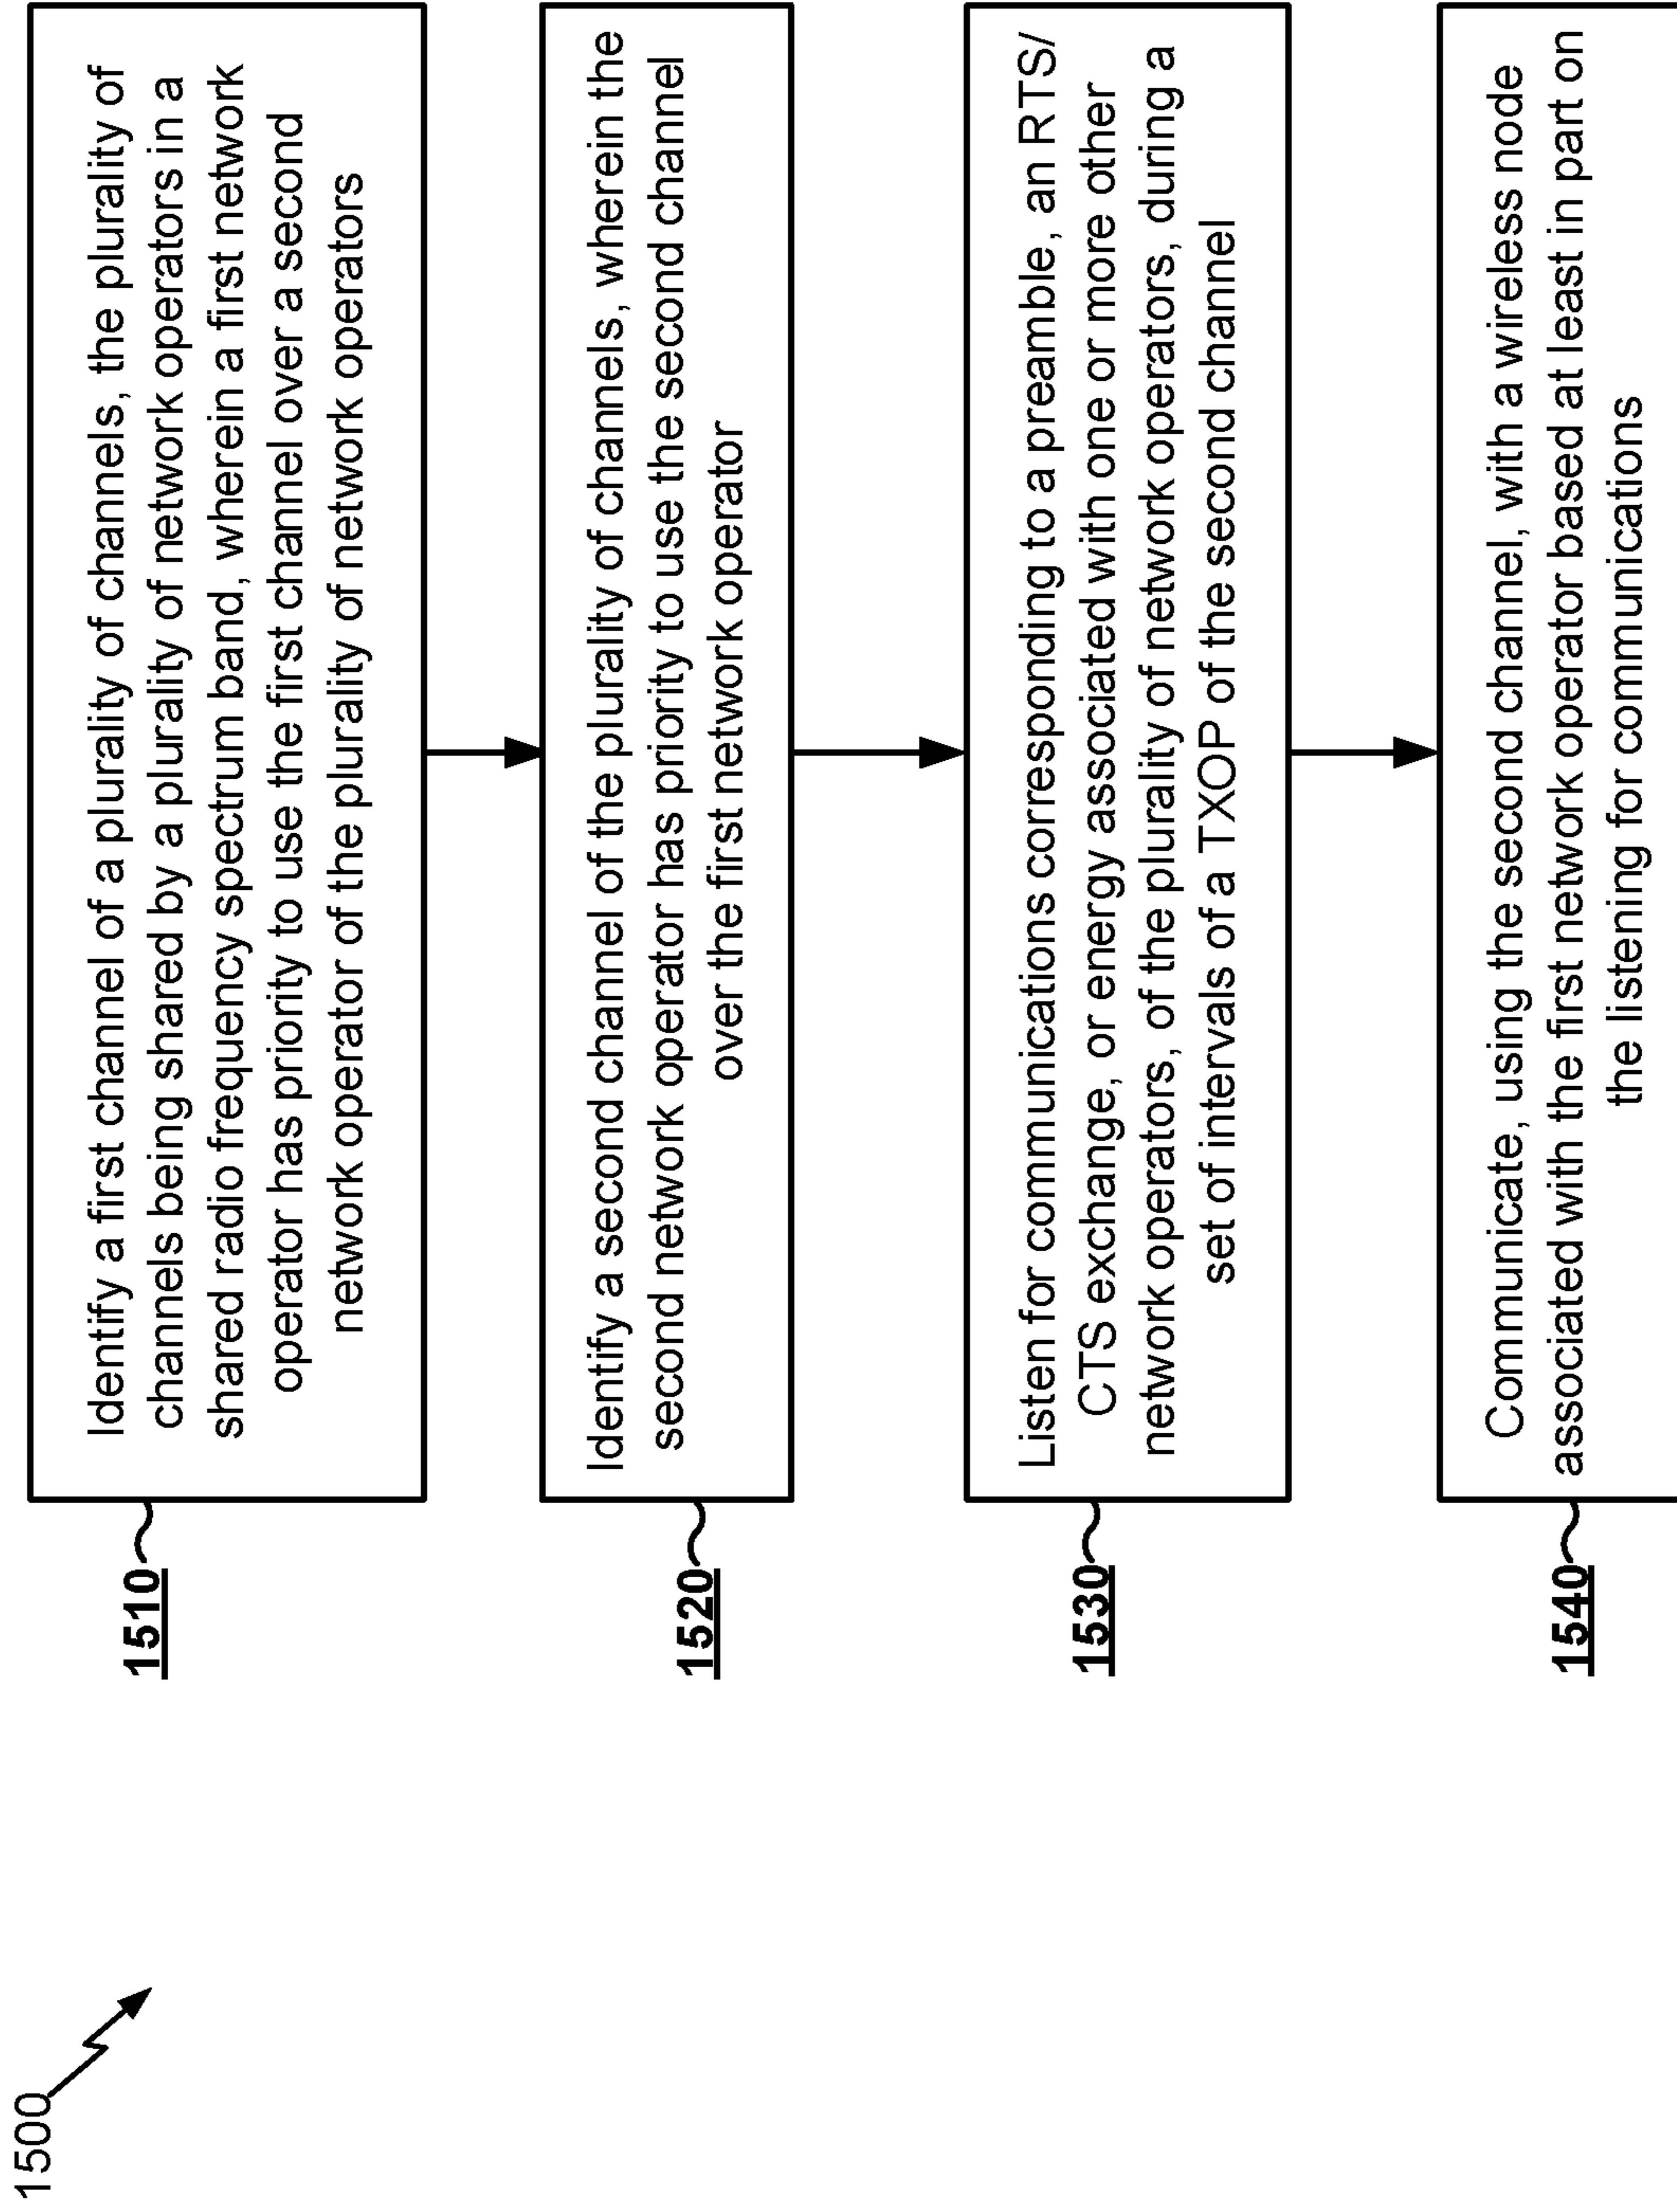 1500
1510
Identify a first channel of a plurality of channels, the plurality of
channels being shared by a plurality of network operators in a
shared radio frequency spectrum band, wherein a first network
operator has priority to use the first channel over a second
network operator of the plurality of network operators
1520
Identify a second channel of the plurality of channels, wherein the
second network operator has priority to use the second channel
over the first network operator
1530
Listen for communications corresponding to a preamble, an RTS/
CTS exchange, or energy associated with one or more other
network operators, of the plurality of network operators, during a
set of intervals of a TXOP of the second channel
1540
Communicate, using the second channel, with a wireless node
associated with the first network operator based at least in part on
the listening for communications